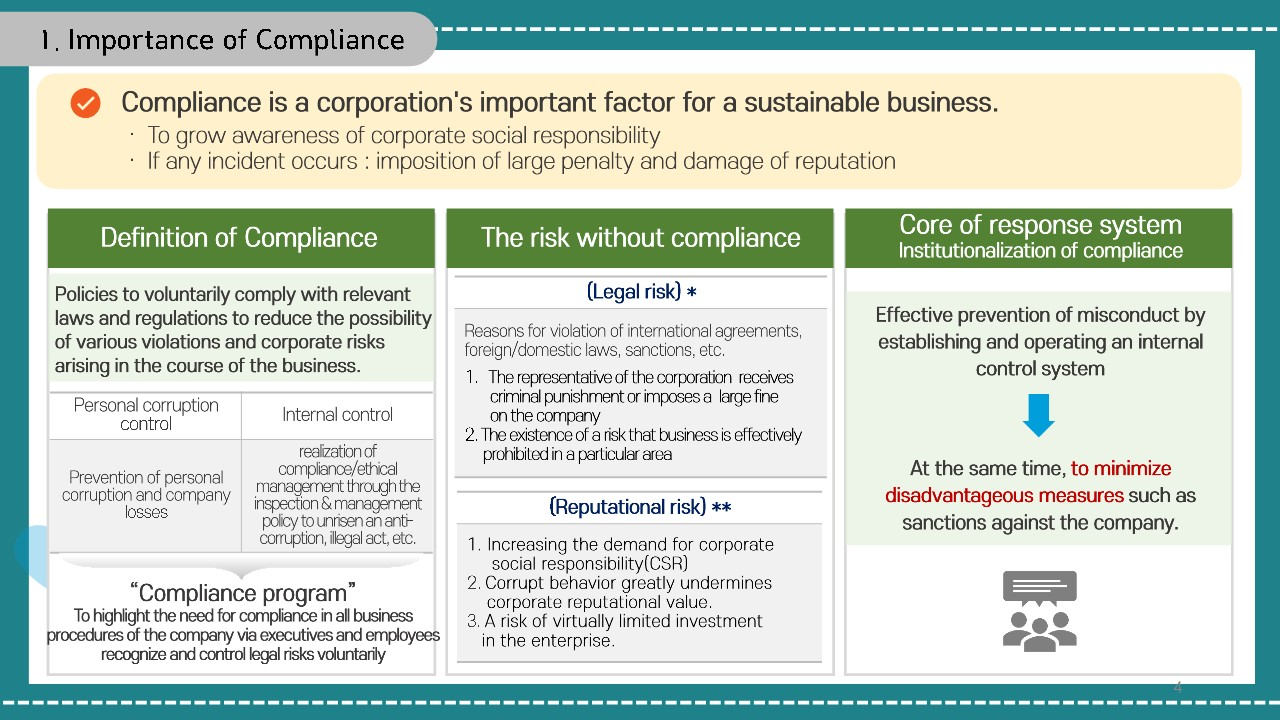 1. Importance of Compliance
Compliance is a corporation's important factor for a sustainable business.
· To grow awareness of corporate social responsibility
· If any incident occurs : imposition of large penalty and damage of reputation
Definition of Compliance
Policies to voluntarily comply with relevant
laws and regulations to reduce the possibility
of various violations and corporate risks
arising in the course of the business.
Personal corruption
control
Internal control
Prevention of personal
corruption and company
losses
realization of
compliance/ethical
management through the
inspection & management
policy to unrisen an anti-
corruption, illegal act, etc.
“Compliance program”
To highlight the need for compliance in all business
procedures of the company via executives and employees
recognize and control legal risks voluntarily
The risk without compliance
(Legal risk) *
Reasons for violation of international agreements,
foreign/domestic laws, sanctions, etc.
1. The representative of the corporation receives
criminal punishment or imposes a large fine
on the company
2. The existence of a risk that business is effectively
prohibited in a particular area
(Reputational risk) **
1. Increasing the demand for corporate
social responsibility(CSR)
2. Corrupt behavior greatly undermines
corporate reputational value.
3. A risk of virtually limited investment
in the enterprise.
Core of response system
Institutionalization of compliance
Effective prevention of misconduct by
establishing and operating an internal
control system
At the same time, to minimize
disadvantageous measures such as
sanctions against the company.
4